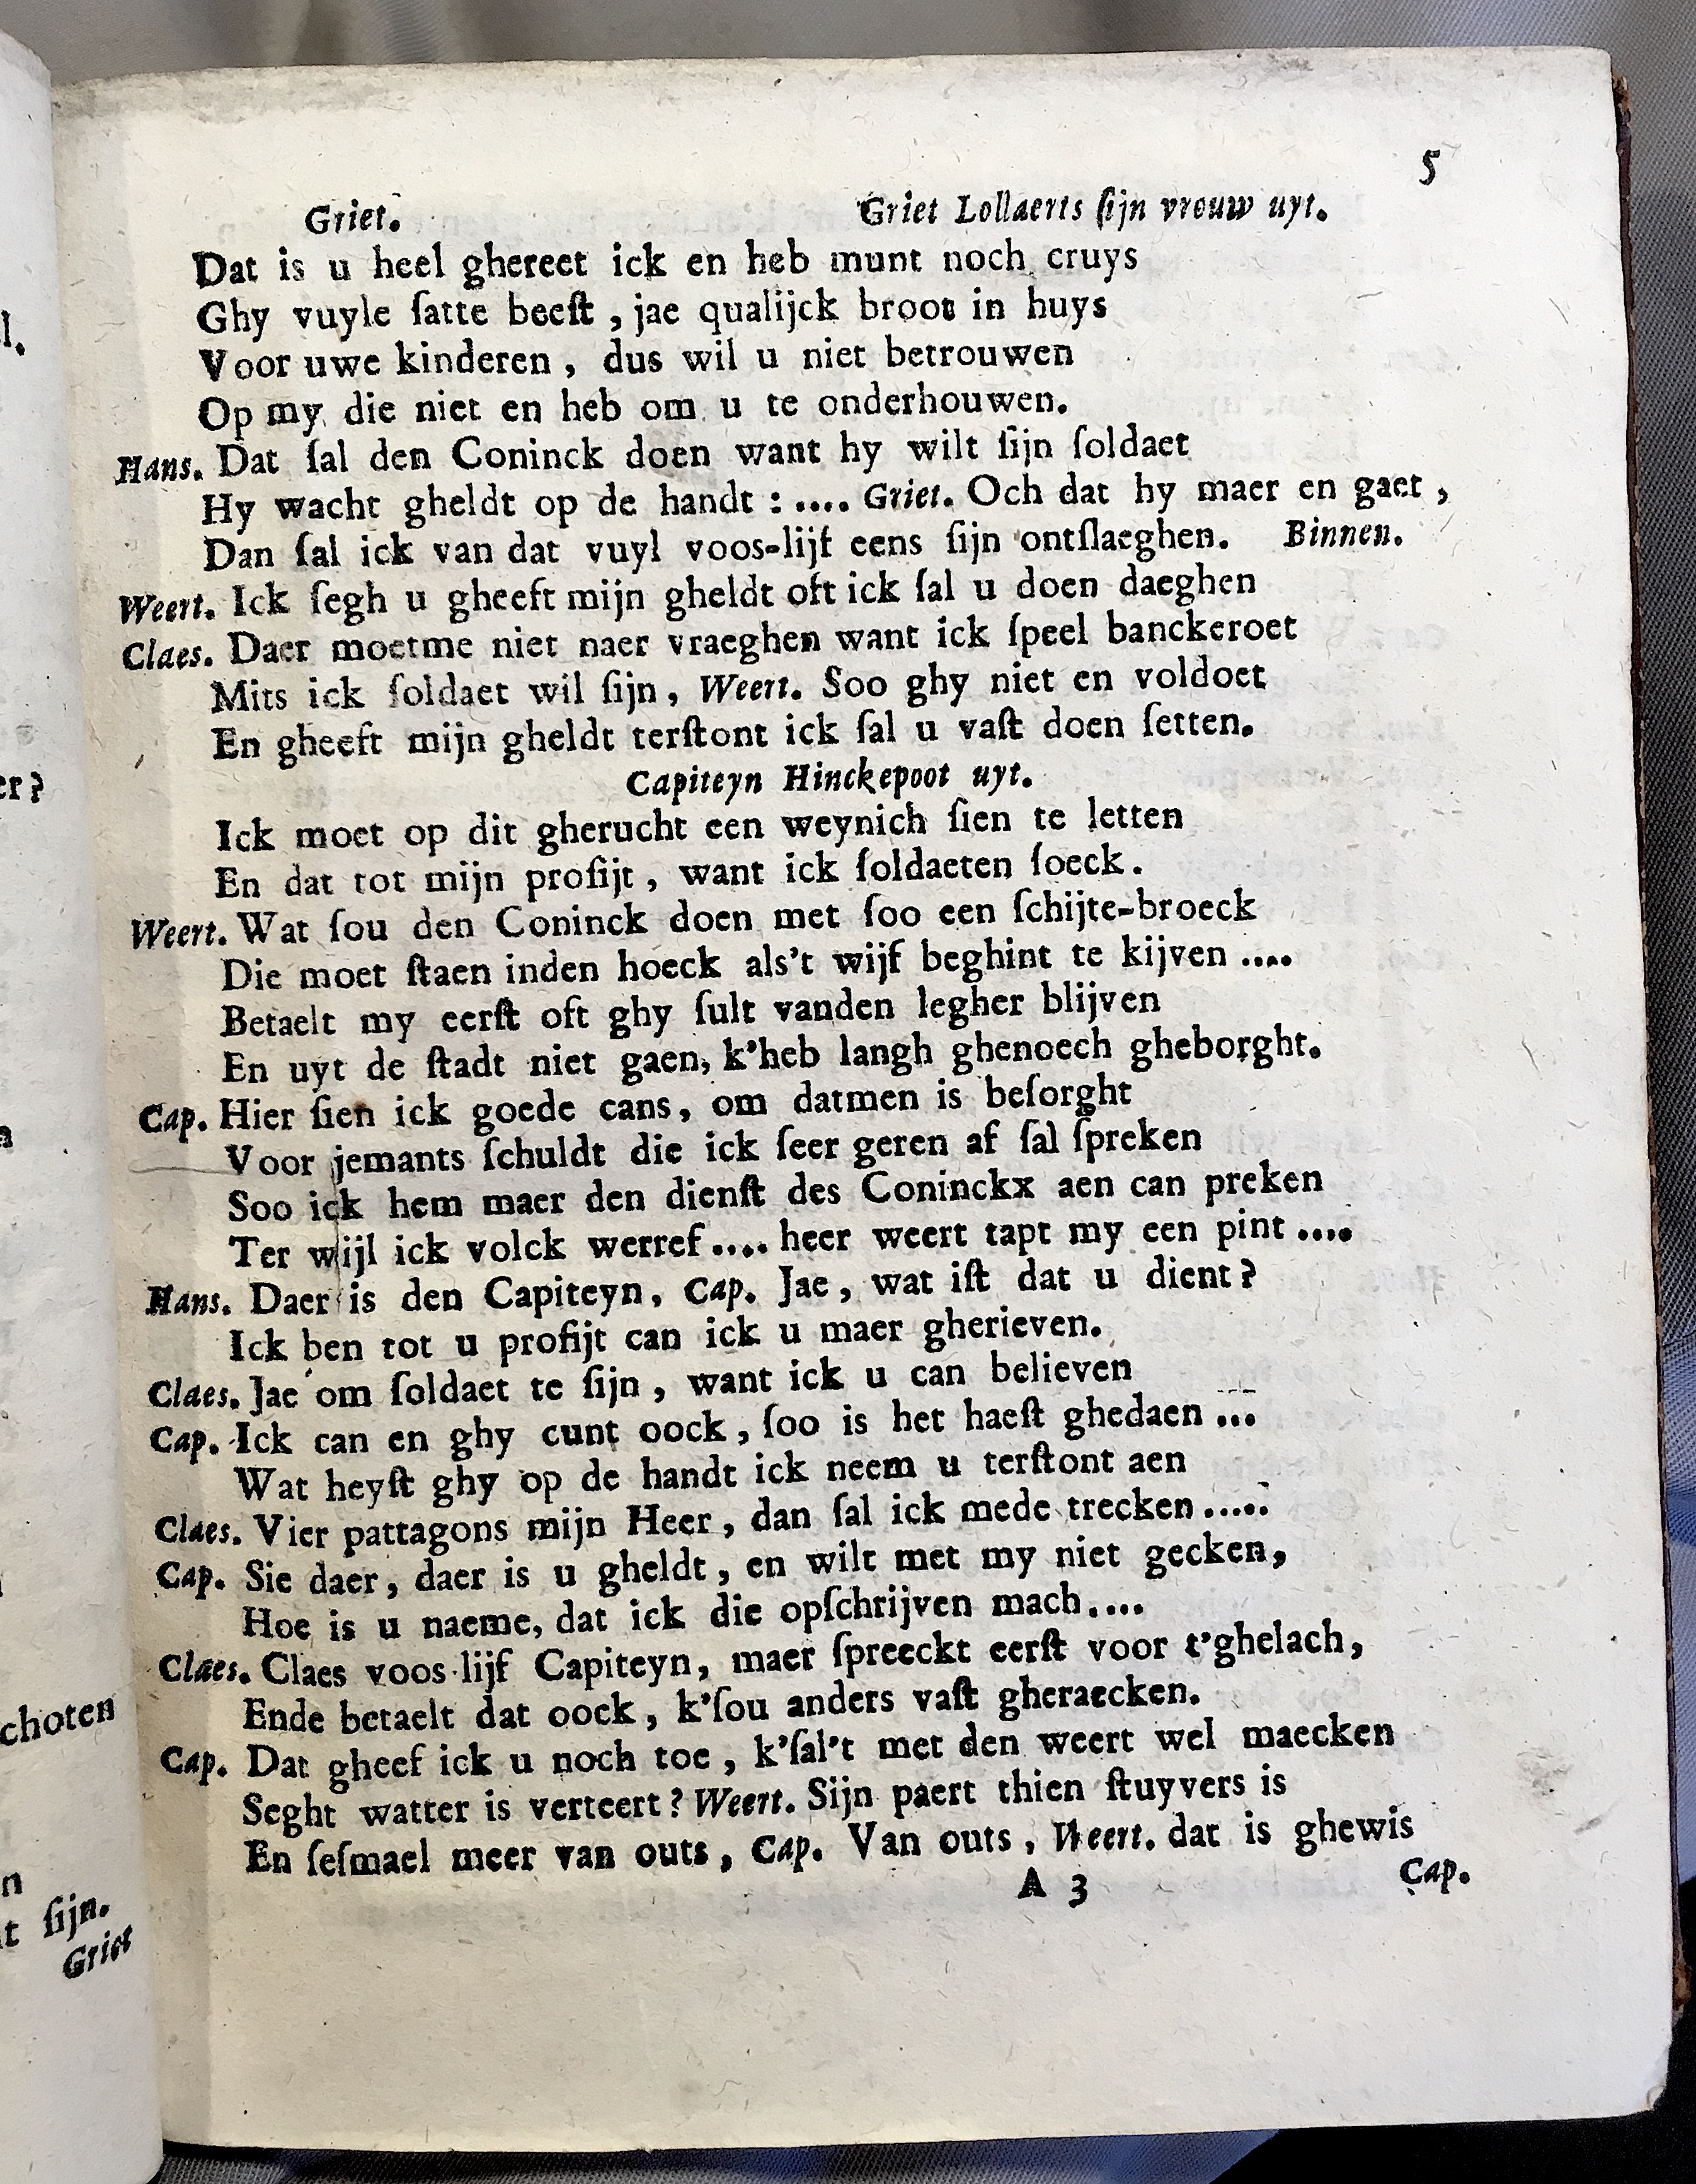 5
Griet. Griet Lollaerts ſijn vrouw uyt.
Dat is u heel ghereet ick en heb munt noch cruys
Ghy vuyle ſatte beeſt , jae qualijck broot in huys
Voor uwe kinderen , dus wil u niet betrouwen
Op my die niet en heb om u te onderhouwen.
Hans. Dat ſal den Coninck doen want hy wilt ſijn ſoldaet
Hy wacht gheldt op de handt : .... Griet. Och dat hy maer en gaet ,
Dan ſal ick van dat vuyl voos-lijf eens ſijn ontſlaeghen. Binnen.
Weert. Ick ſegh u gheeft mijn gheldt oft ick ſal u doen daeghen
Claes. Daer moetme niet naer vraeghen want ick ſpeel banckeroet
Mits ick ſoldaet wil ſijn , Weert. Soo ghy niet en voldoet
En gheeft mijn gheldt terſtont ick ſal u vaſt doen ſetten.
Capiteyn Hinckepoot uyt.
Ick moet op dit gherucht een weynich ſien te letten
En dat tot mijn profijt , want ick ſoldaeten ſoeck.
Weert. Wat ſou den Coninck doen met ſoo een ſchijte-broeck
Die moet ſtaen inden hoeck als't wijf beghint te kijven ....
Betaelt my eerſt oft ghy ſult vanden legher blijven
En uyt de ſtadt niet gaen, k'heb langh ghenoech gheborght.
Cap. Hier ſien ick goede cans, om datmen is beſorght
Voor jemants ſchuldt die ick ſeer geren af ſal ſpreken
Soo ick hem maer den dienſt des Coninckx aen can preken
Ter wijl ick volck werref .... heer weert tapt my een pint ....
Hans. Daer is den Capiteyn, Cap. Jae , wat iſt dat u dient ?
Ick ben tot u profijt can ick u maer gherieven.
Claes. Jae om ſoldaet te ſijn , want ick u can believen
Cap. Ick can en ghy cunt oock , ſoo is het haeſt ghedaen ...
Wat heyſt ghy op de handt ick neem u terſtont aen
Claes. Vier pattagons mijn Heer , dan ſal ick mede trecken .....
Cap. Sie daer , daer is u gheldt , en wilt met my niet gecken,
Hoe is u naeme, dat ick die opſchrijven mach ....
Claes. Claes voos-lijf Capiteyn, maer ſpreeckt eerſt voor t'ghelach,
Ende betaelt dat oock , k'ſou anders vaſt gheraecken.
Cap. Dat gheef ick u noch toe , k'ſal't met den weert wel maecken
Seght watter is verteert ? Weert. Sijn paert thien ſtuyvers is
En ſeſmael meer van outs , Cap. Van outs , Weert. dat is ghewis
A 3 Cap.
l.
er ?
choten
n
t ſijn.
Griet